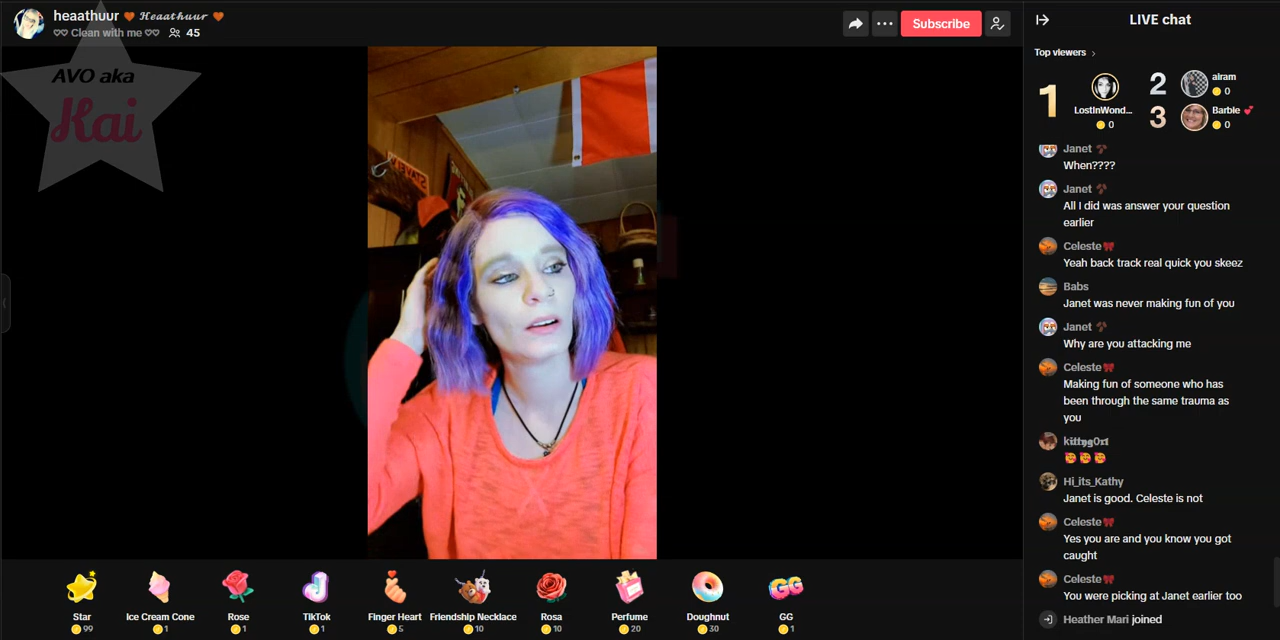 heaathuur 🧡 𝓗𝓮𝓪𝓪𝓽𝓱𝓾𝓾𝓻 🧡
♡♡ Clean with me ♡♡ 45
AVO aka
Kai
Subscribe
LIVE chat
Top viewers >
1
LostInWond...
0
2
airam
0
3
Barbie 💕
0
Janet
When????
Janet
All I did was answer your question
earlier
Celeste
Yeah back track real quick you skeez
Babs
Janet was never making fun of you
Janet
Why are you attacking me
Celeste
Making fun of someone who has
been through the same trauma as
you
🥰 🥰 🥰
Hi_its_Kathy
Janet is good. Celeste is not
Celeste
Yes you are and you know you got
caught
Celeste
You were picking at Janet earlier too
Heather Mari joined
Star
99
Ice Cream Cone
1
Rose
1
TikTok
1
Finger Heart
5
Friendship Necklace
10
Rosa
10
Perfume
20
Doughnut
30
GG
GG
1